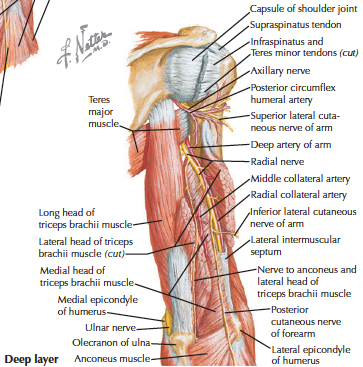 F. Netter
M.D.
Capsule of shoulder joint
Supraspinatus tendon
Infraspinatus and
Teres minor tendons (cut)
Axillary nerve
Posterior circumflex
humeral artery
Superior lateral cuta-
neous nerve of arm
Deep artery of arm
Radial nerve
Middle collateral artery
Radial collateral artery
Inferior lateral cutaneous
nerve of arm
Lateral intermuscular
septum
Nerve to anconeus and
lateral head of
triceps brachii muscle
Posterior
cutaneous nerve
of forearm
Lateral epicondyle
of humerus
Teres
major
muscle
Long head of
triceps brachii muscle
Lateral head of triceps
brachii muscle (cut)
Medial head of
triceps brachii muscle
Medial epicondyle
of humerus
Ulnar nerve
Olecranon of ulna
Anconeus muscle
Deep layer